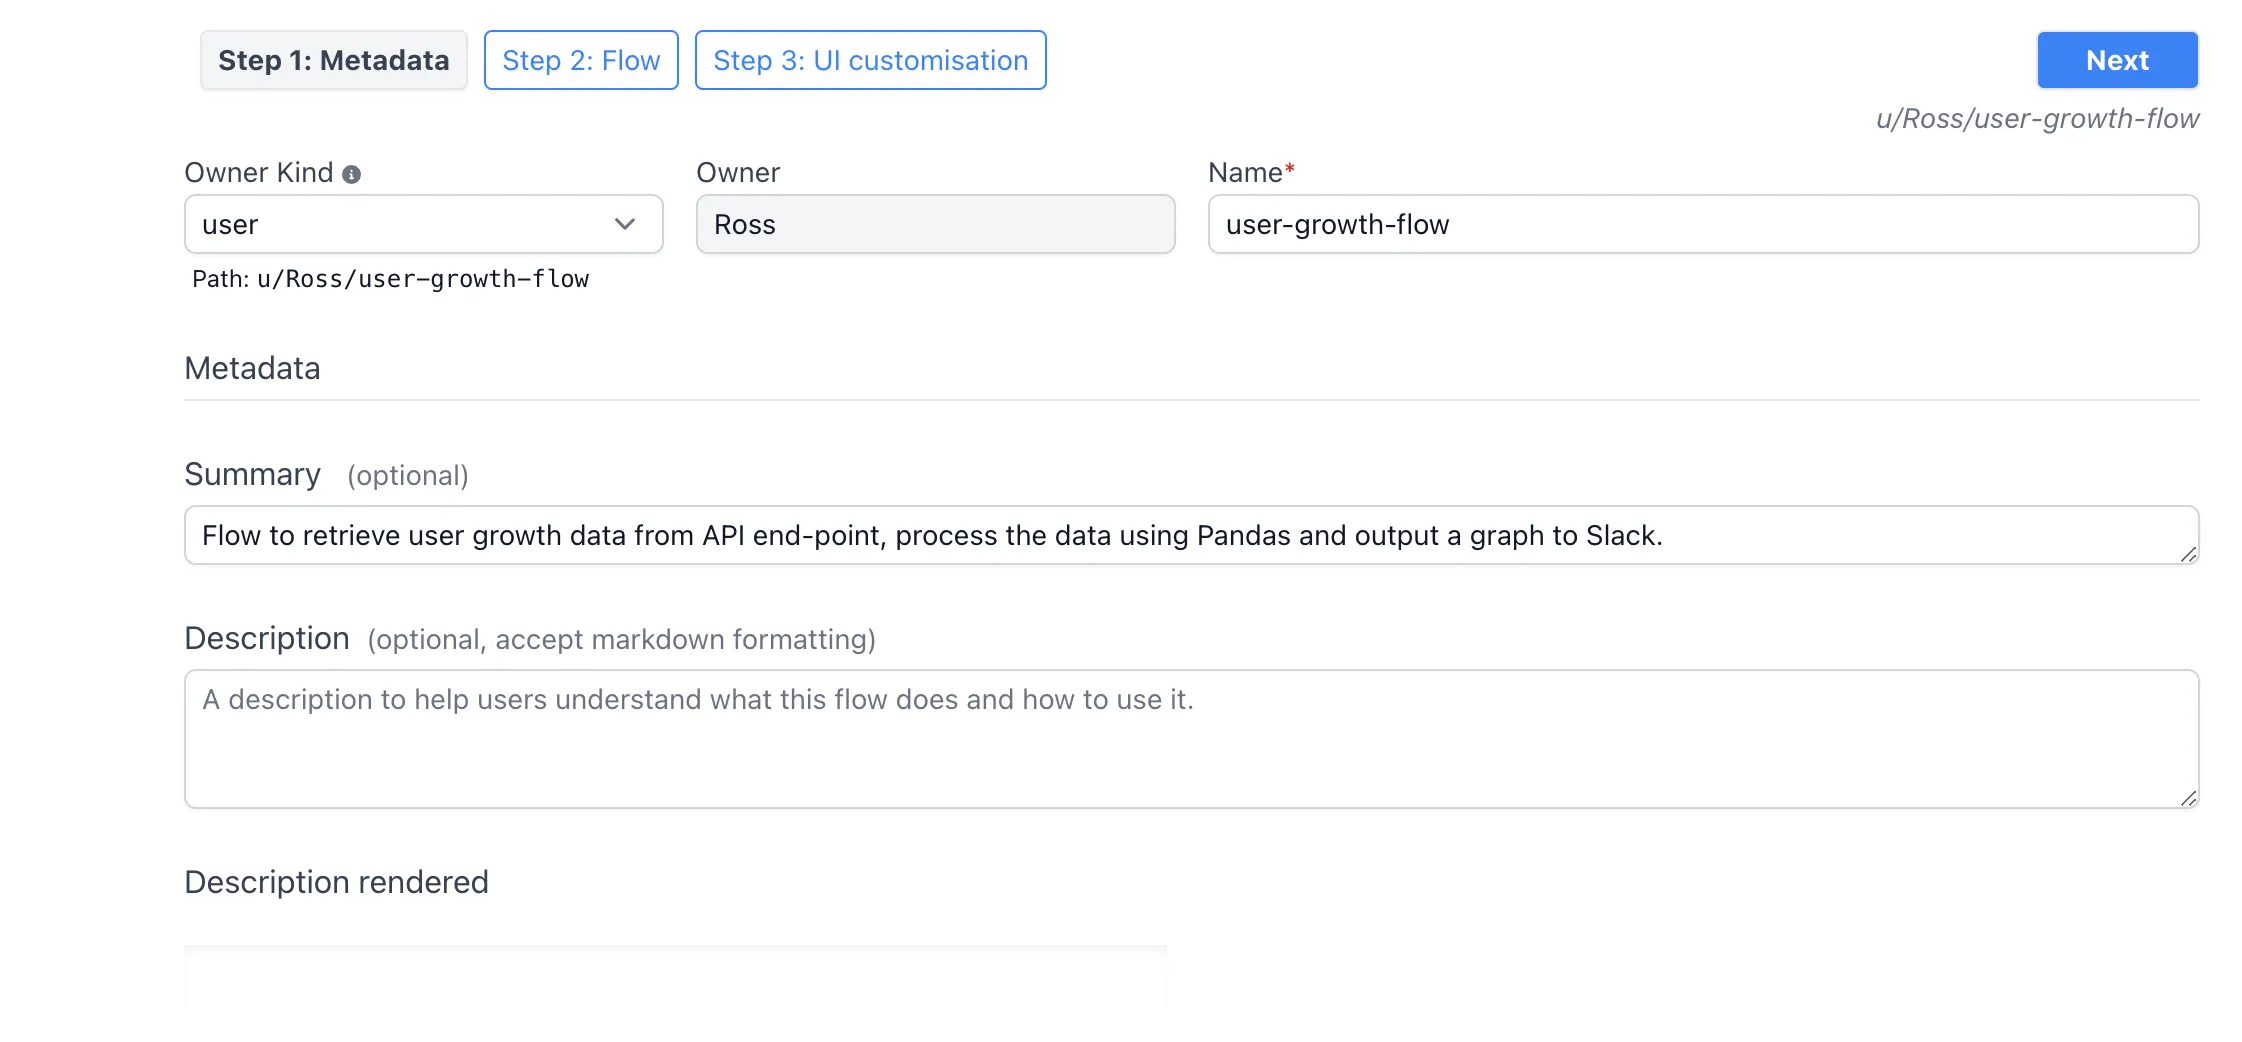 Step 1: Metadata Step 2: Flow Step 3: UI customisation Next
u/Ross/user-growth-flow
Owner Kind Owner Name*
user Ross user-growth-flow
Path: u/Ross/user-growth-flow
Metadata
Summary (optional)
Flow to retrieve user growth data from API end-point, process the data using Pandas and output a graph to Slack.
Description (optional, accept markdown formatting)
A description to help users understand what this flow does and how to use it.
Description rendered